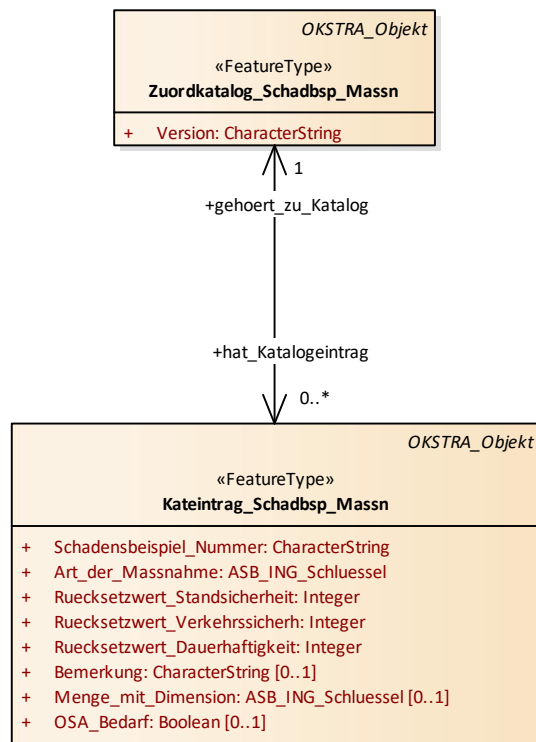 OKSTRA_Objekt
«FeatureType»
Zuordkatalog_Schadbsp_Massn
+ Version: CharacterString
1
+gehoert_zu_Katalog
+hat_Katalogeintrag
0..*
OKSTRA_Objekt
«FeatureType»
Kateintrag_Schadbsp_Massn
+ Schadensbeispiel_Nummer: CharacterString
+ Art_der_Massnahme: ASB_ING_Schluessel
+ Ruecksetzwert_Standsicherheit: Integer
+ Ruecksetzwert_Verkehrssicherh: Integer
+ Ruecksetzwert_Dauerhaftigkeit: Integer
+ Bemerkung: CharacterString [0..1]
+ Menge_mit_Dimension: ASB_ING_Schluessel [0..1]
+ OSA_Bedarf: Boolean [0..1]